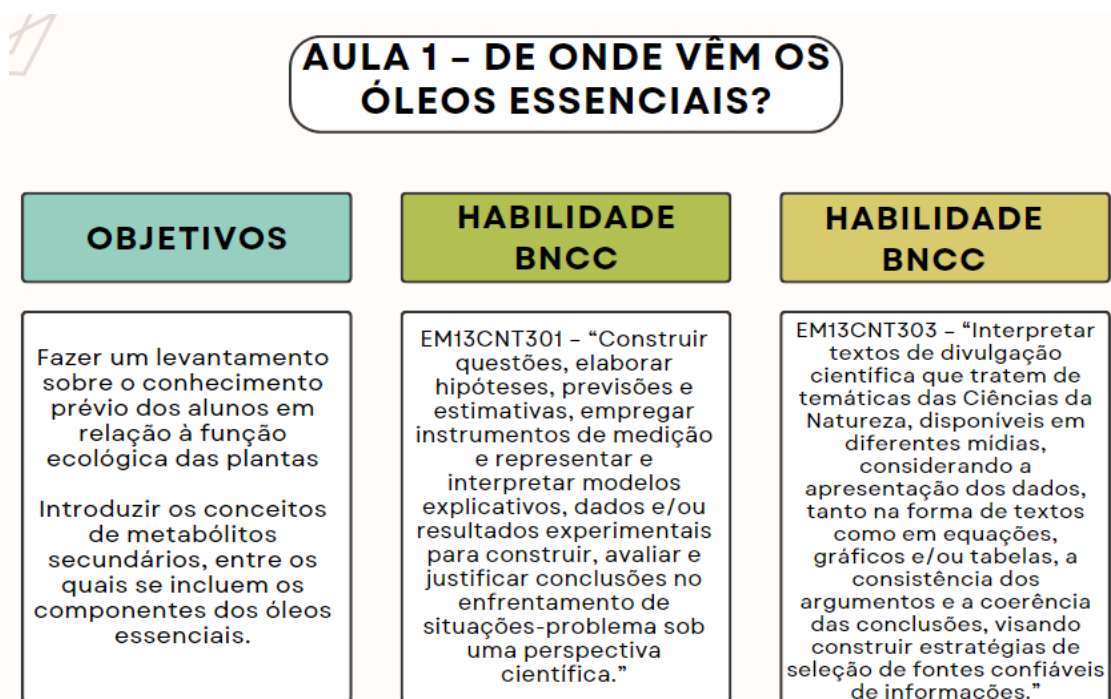 AULA 1 – DE ONDE VÊM OS
ÓLEOS ESSENCIAIS?
OBJETIVOS
Fazer um levantamento
sobre o conhecimento
prévio dos alunos em
relação à função
ecológica das plantas
Introduzir os conceitos
de metabólitos
secundários, entre os
quais se incluem os
componentes dos óleos
essenciais.
HABILIDADE
BNCC
EM13CNT301 – “Construir
questões, elaborar
hipóteses, previsões e
estimativas, empregar
instrumentos de medição
e representar e
interpretar modelos
explicativos, dados e/ou
resultados experimentais
para construir, avaliar e
justificar conclusões no
enfrentamento de
situações-problema sob
uma perspectiva
científica.”
HABILIDADE
BNCC
EM13CNT303 – “Interpretar
textos de divulgação
científica que tratem de
temáticas das Ciências da
Natureza, disponíveis em
diferentes mídias,
considerando a
apresentação dos dados,
tanto na forma de textos
como em equações,
gráficos e/ou tabelas, a
consistência dos
argumentos e a coerência
das conclusões, visando
construir estratégias de
seleção de fontes confiáveis
de informações.”